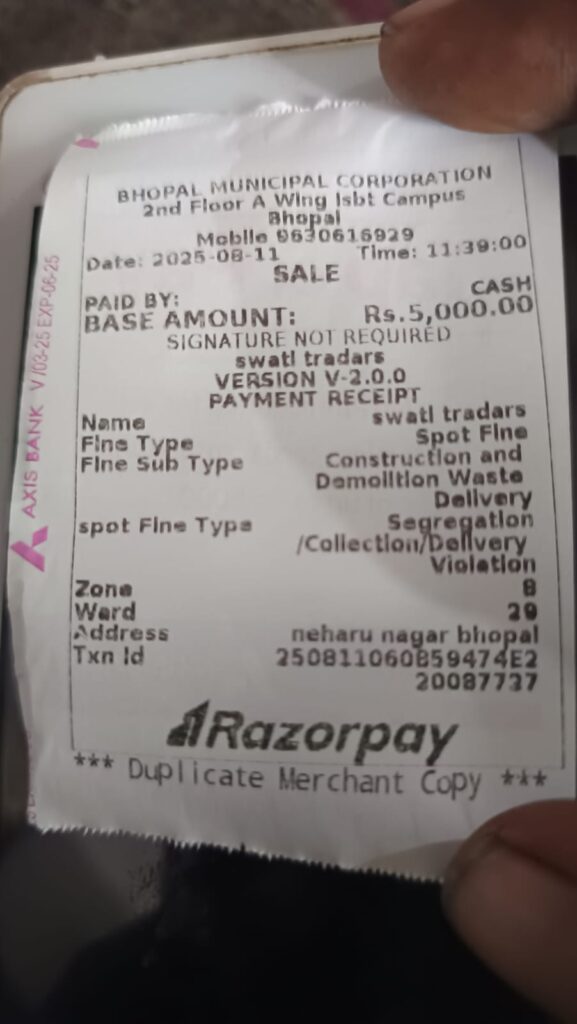 BHOPAL MUNICIPAL CORPORATION
2nd Floor A Wing Isbt Campus
Bhopal
Mobile 9630616929
Date: 2025-08-11 Time: 11:39:00
SALE
PAID BY: CASH
BASE AMOUNT: Rs.5,000.00
SIGNATURE NOT REQUIRED
swati tradars
VERSION V-2.0.0
PAYMENT RECEIPT
Name swati tradars
Fine Type Spot Fine
Fine Sub Type Construction and
Demolition Waste
Delivery
spot Fine Type Segregation
/Collection/Delivery
Violation
Zone 8
Ward 29
Address neharu nagar bhopal
Txn Id 250811060859474E2
20087737
Razorpay
*** Duplicate Merchant Copy ***
AXIS BANK V/03-25 EXP-06-25